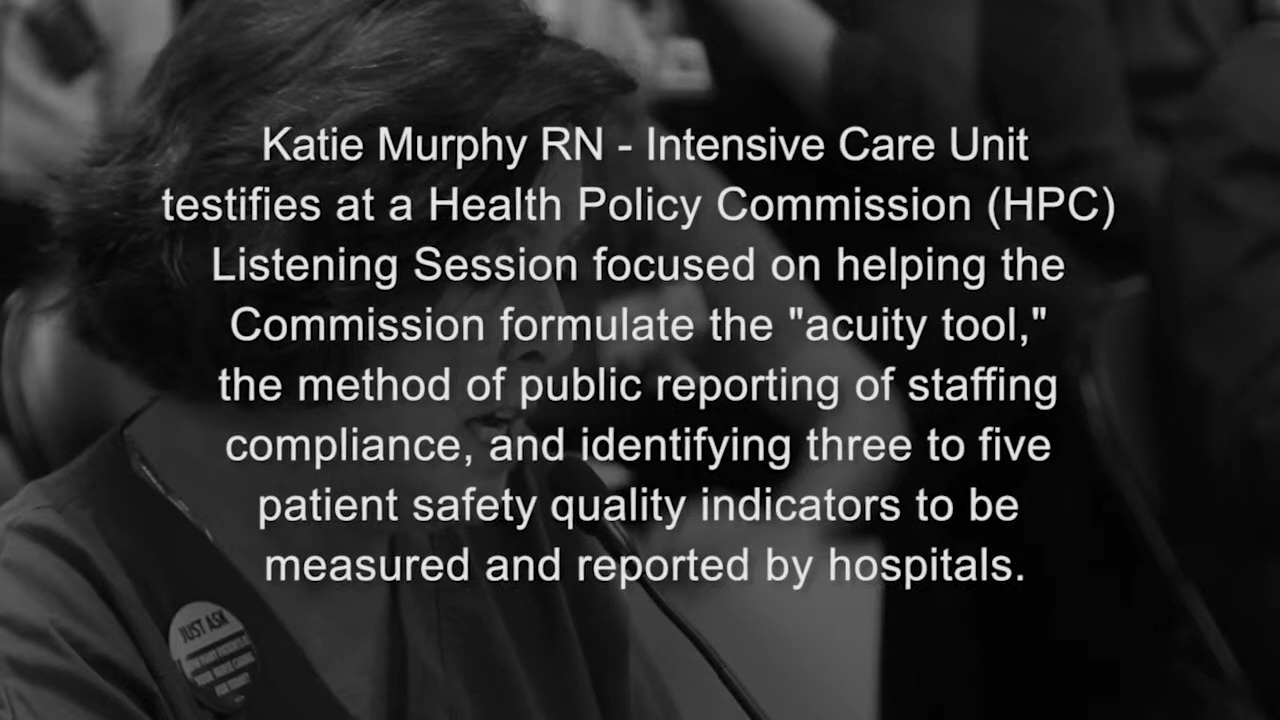 Katie Murphy RN - Intensive Care Unit
testifies at a Health Policy Commission (HPC)
Listening Session focused on helping the
Commission formulate the "acuity tool,"
the method of public reporting of staffing
compliance, and identifying three to five
patient safety quality indicators to be
measured and reported by hospitals.
JUST ASK